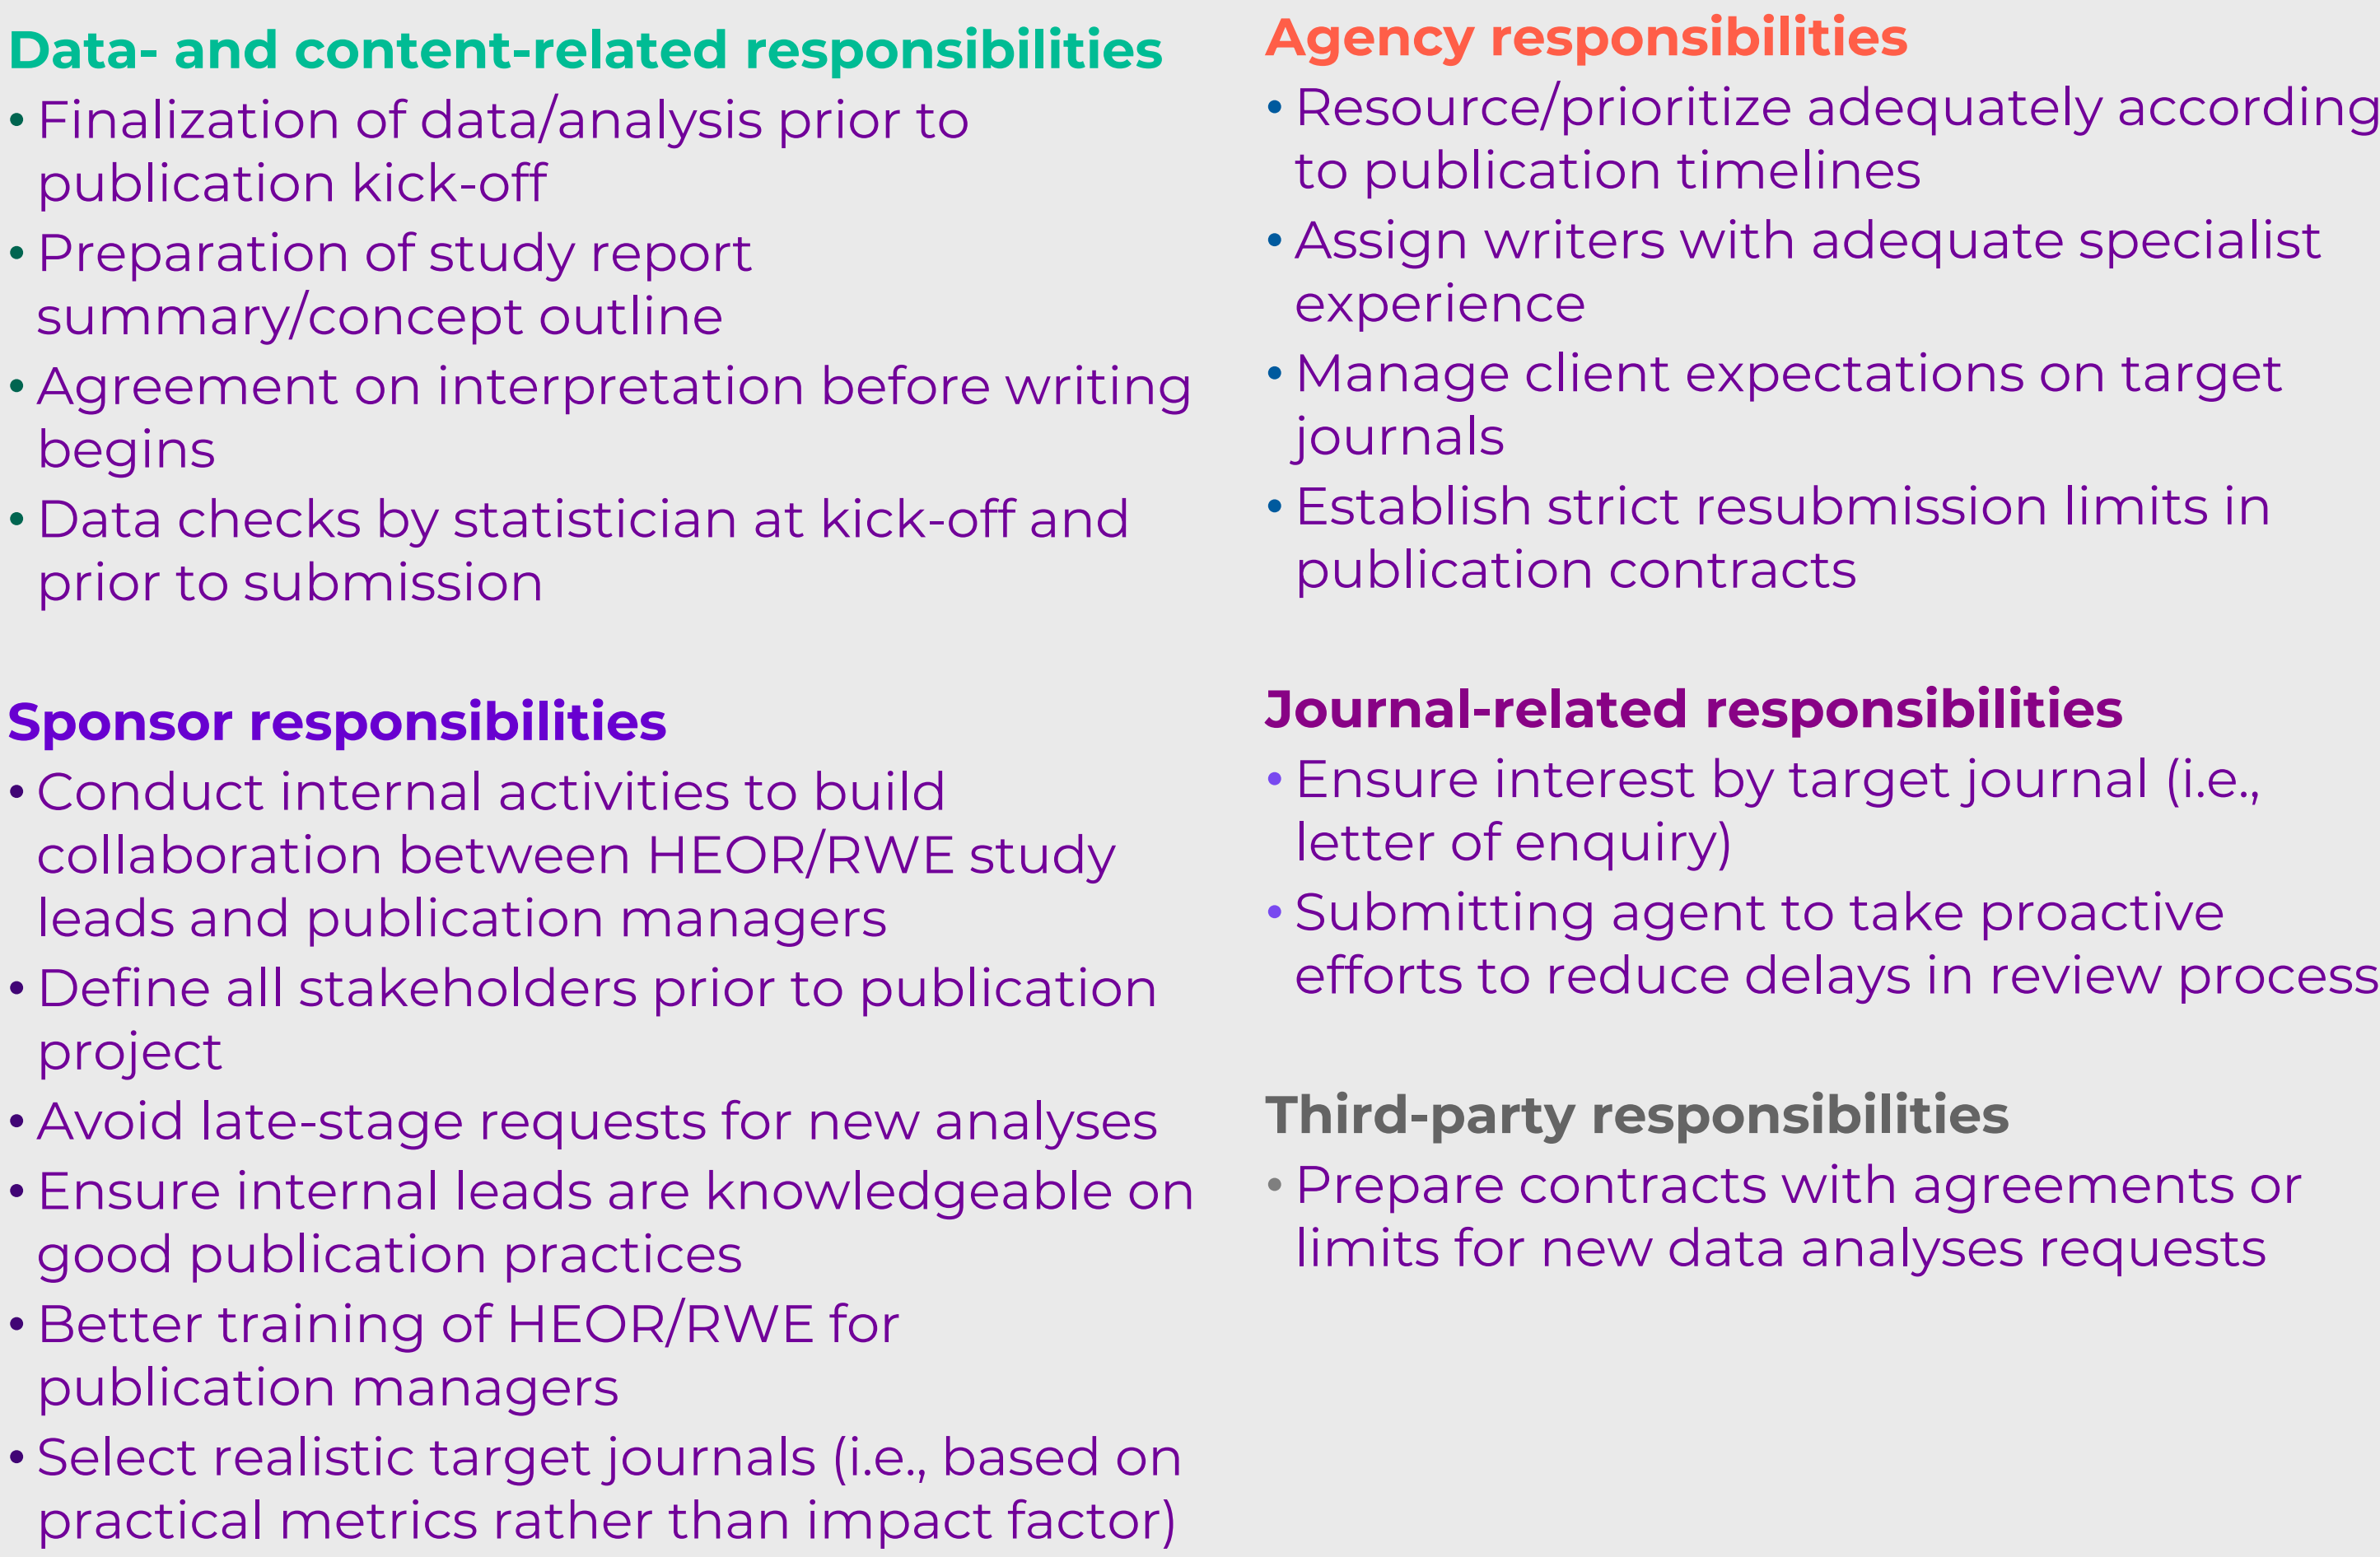 Data- and content-related responsibilities
• Finalization of data/analysis prior to
publication kick-off
• Preparation of study report
summary/concept outline
• Agreement on interpretation before writing
begins
• Data checks by statistician at kick-off and
prior to submission
Sponsor responsibilities
• Conduct internal activities to build
collaboration between HEOR/RWE study
leads and publication managers
• Define all stakeholders prior to publication
project
• Avoid late-stage requests for new analyses
• Ensure internal leads are knowledgeable on
good publication practices
• Better training of HEOR/RWE for
publication managers
• Select realistic target journals (i.e., based on
practical metrics rather than impact factor)
Agency responsibilities
• Resource/prioritize adequately according
to publication timelines
• Assign writers with adequate specialist
experience
• Manage client expectations on target
journals
• Establish strict resubmission limits in
publication contracts
Journal-related responsibilities
• Ensure interest by target journal (i.e.,
letter of enquiry)
• Submitting agent to take proactive
efforts to reduce delays in review process
Third-party responsibilities
• Prepare contracts with agreements or
limits for new data analyses requests